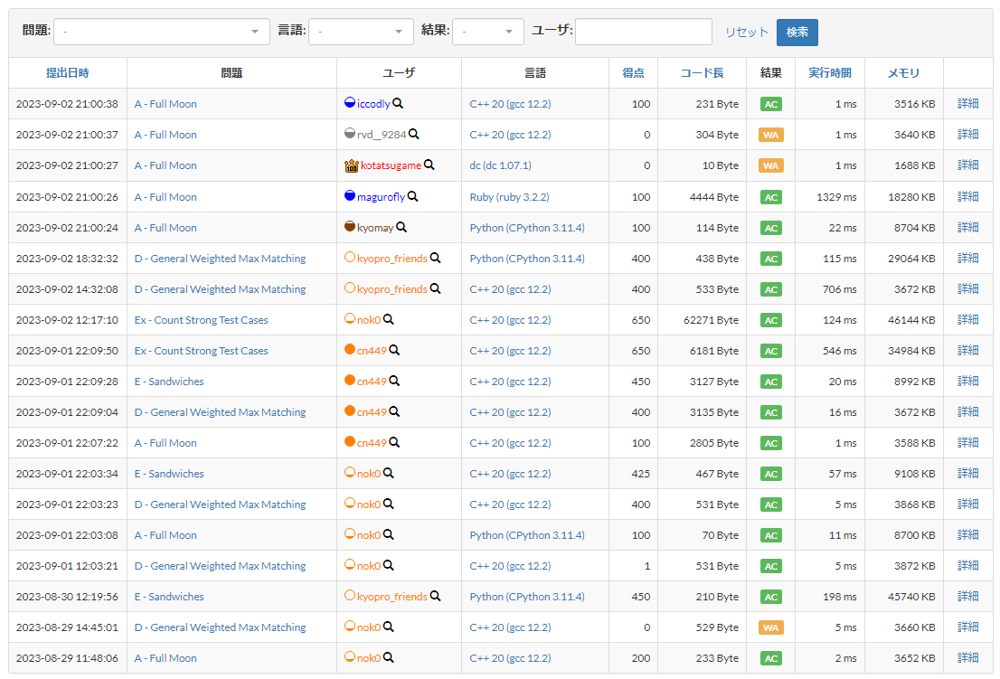 問題: - 言語: - 結果: - ユーザ: リセット 検索
提出日時 問題 ユーザ 言語 得点 コード長 結果 実行時間 メモリ
2023-09-02 21:00:38 A - Full Moon iccodly C++ 20 (gcc 12.2) 100 231 Byte AC 1 ms 3516 KB 詳細
2023-09-02 21:00:37 A - Full Moon rvd__9284 C++ 20 (gcc 12.2) 0 304 Byte WA 1 ms 3640 KB 詳細
2023-09-02 21:00:27 A - Full Moon kotatsugame dc (dc 1.07.1) 0 10 Byte WA 1 ms 1688 KB 詳細
2023-09-02 21:00:26 A - Full Moon magurofly Ruby (ruby 3.2.2) 100 4444 Byte AC 1329 ms 18280 KB 詳細
2023-09-02 21:00:24 A - Full Moon kyomay Python (CPython 3.11.4) 100 114 Byte AC 22 ms 8704 KB 詳細
2023-09-02 18:32:32 D - General Weighted Max Matching kyopro_friends Python (CPython 3.11.4) 400 438 Byte AC 115 ms 29064 KB 詳細
2023-09-02 14:32:08 D - General Weighted Max Matching kyopro_friends C++ 20 (gcc 12.2) 400 533 Byte AC 706 ms 3672 KB 詳細
2023-09-02 12:17:10 Ex - Count Strong Test Cases nok0 C++ 20 (gcc 12.2) 650 62271 Byte AC 124 ms 46144 KB 詳細
2023-09-01 22:09:50 Ex - Count Strong Test Cases cn449 C++ 20 (gcc 12.2) 650 6181 Byte AC 546 ms 34984 KB 詳細
2023-09-01 22:09:28 E - Sandwiches cn449 C++ 20 (gcc 12.2) 450 3127 Byte AC 20 ms 8992 KB 詳細
2023-09-01 22:09:04 D - General Weighted Max Matching cn449 C++ 20 (gcc 12.2) 400 3135 Byte AC 16 ms 3672 KB 詳細
2023-09-01 22:07:22 A - Full Moon cn449 C++ 20 (gcc 12.2) 100 2805 Byte AC 1 ms 3588 KB 詳細
2023-09-01 22:03:34 E - Sandwiches nok0 C++ 20 (gcc 12.2) 425 467 Byte AC 57 ms 9108 KB 詳細
2023-09-01 22:03:23 D - General Weighted Max Matching nok0 C++ 20 (gcc 12.2) 400 531 Byte AC 5 ms 3868 KB 詳細
2023-09-01 22:03:08 A - Full Moon nok0 Python (CPython 3.11.4) 100 70 Byte AC 11 ms 8700 KB 詳細
2023-09-01 12:03:21 D - General Weighted Max Matching nok0 C++ 20 (gcc 12.2) 1 531 Byte AC 5 ms 3872 KB 詳細
2023-08-30 12:19:56 E - Sandwiches kyopro_friends Python (CPython 3.11.4) 450 210 Byte AC 198 ms 45740 KB 詳細
2023-08-29 14:45:01 D - General Weighted Max Matching nok0 C++ 20 (gcc 12.2) 0 529 Byte WA 5 ms 3660 KB 詳細
2023-08-29 11:48:06 A - Full Moon nok0 C++ 20 (gcc 12.2) 200 233 Byte AC 2 ms 3652 KB 詳細